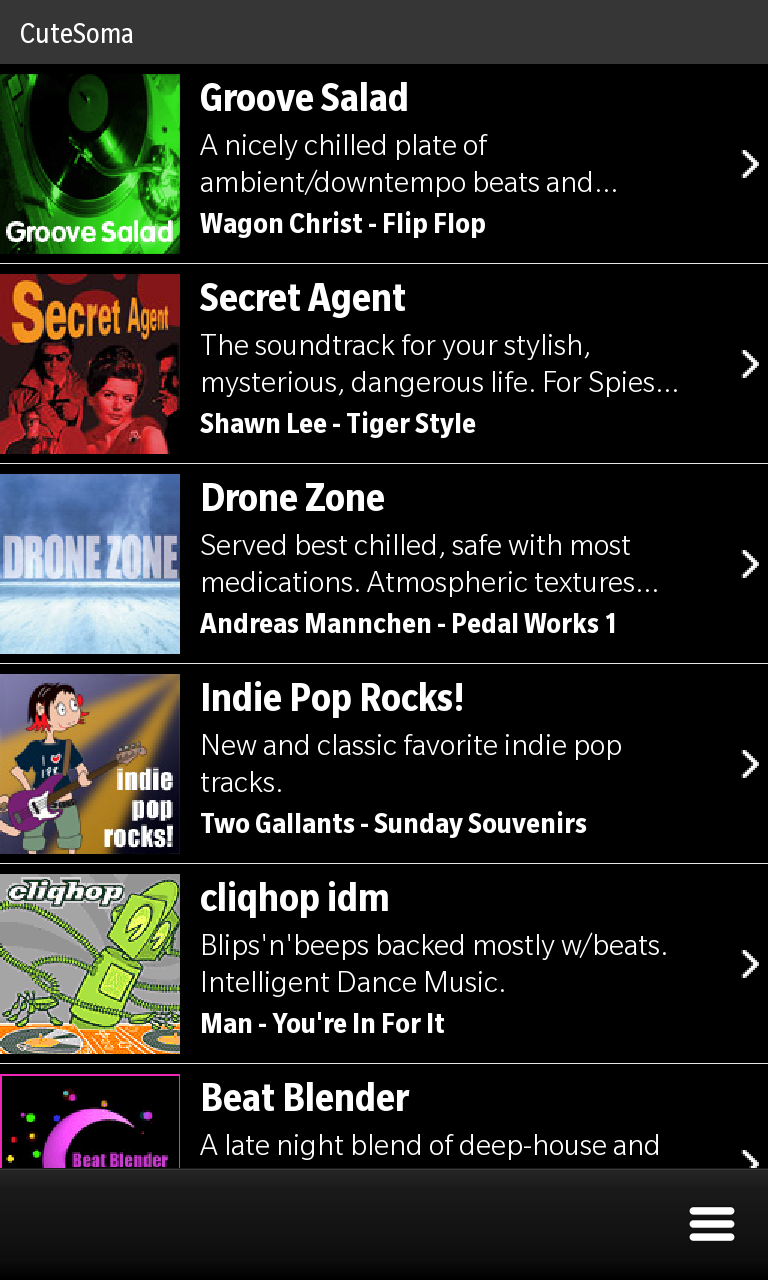 CuteSoma
Groove Salad
Groove Salad
A nicely chilled plate of
ambient/downtempo beats and...
Wagon Christ - Flip Flop
Secret Agent
Secret Agent
The soundtrack for your stylish,
mysterious, dangerous life. For Spies...
Shawn Lee - Tiger Style
DRONE ZONE
Drone Zone
Served best chilled, safe with most
medications. Atmospheric textures...
Andreas Mannchen - Pedal Works 1
indie
pop
rocks!
Indie Pop Rocks!
New and classic favorite indie pop
tracks.
Two Gallants - Sunday Souvenirs
cliqhop
cliqhop idm
Blips'n'beeps backed mostly w/beats.
Intelligent Dance Music.
Man - You're In For It
Beat Blender
Beat Blender
A late night blend of deep-house and